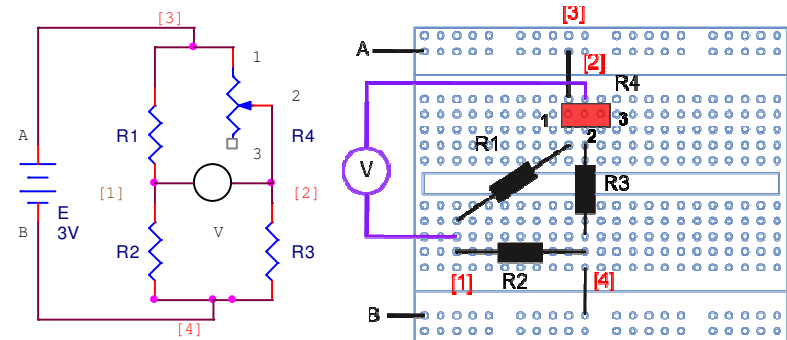 [3]
1
2
A
R1
R4
3
[1]
[2]
E
3V
B
R2
V
R3
[4]
[3]
A
[2]
R4
1
3
2
R1
V
R3
R2
[1]
[4]
B